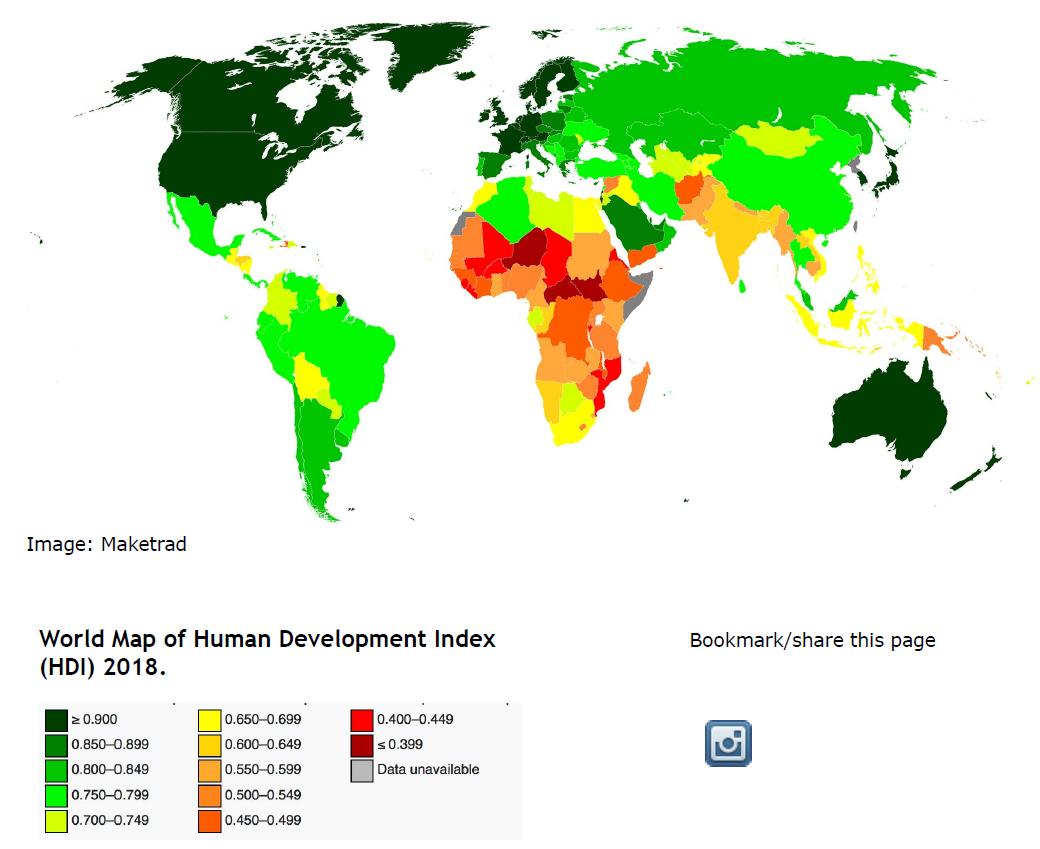 Image: Maketrad
World Map of Human Development Index
(HDI) 2018.
Bookmark/share this page
≥ 0.900
0.850–0.899
0.800–0.849
0.750–0.799
0.700–0.749
0.650–0.699
0.600–0.649
0.550–0.599
0.500–0.549
0.450–0.499
0.400–0.449
≤ 0.399
Data unavailable